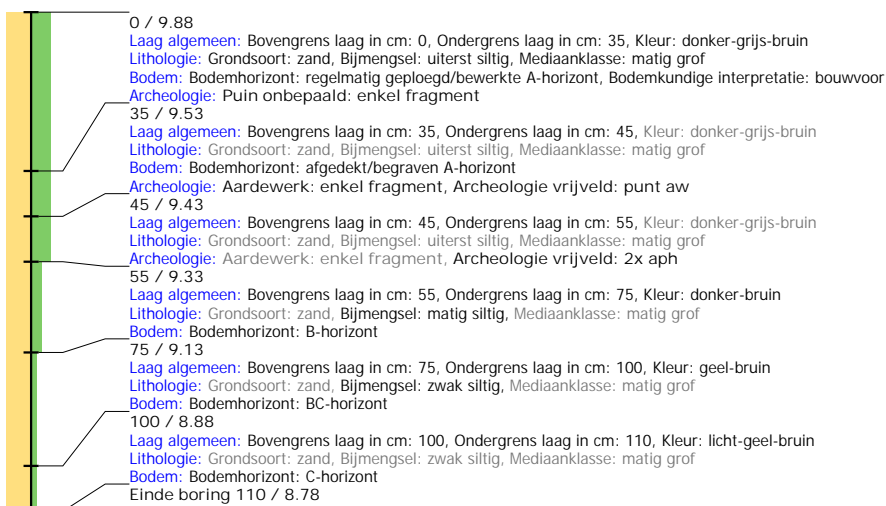 0 / 9.88
Laag algemeen: Bovengrens laag in cm: 0, Ondergrens laag in cm: 35, Kleur: donker-grijs-bruin
Lithologie: Grondsoort: zand, Bijmengsel: uiterst siltig, Mediaanklasse: matig grof
Bodem: Bodemhorizont: regelmatig geploegd/bewerkte A-horizont, Bodemkundige interpretatie: bouwvoor
Archeologie: Puin onbepaald: enkel fragment
35 / 9.53
Laag algemeen: Bovengrens laag in cm: 35, Ondergrens laag in cm: 45, Kleur: donker-grijs-bruin
Lithologie: Grondsoort: zand, Bijmengsel: uiterst siltig, Mediaanklasse: matig grof
Bodem: Bodemhorizont: afgedekt/begraven A-horizont
Archeologie: Aardewerk: enkel fragment, Archeologie vrijveld: punt aw
45 / 9.43
Laag algemeen: Bovengrens laag in cm: 45, Ondergrens laag in cm: 55, Kleur: donker-grijs-bruin
Lithologie: Grondsoort: zand, Bijmengsel: uiterst siltig, Mediaanklasse: matig grof
Archeologie: Aardewerk: enkel fragment, Archeologie vrijveld: 2x aph
55 / 9.33
Laag algemeen: Bovengrens laag in cm: 55, Ondergrens laag in cm: 75, Kleur: donker-bruin
Lithologie: Grondsoort: zand, Bijmengsel: matig siltig, Mediaanklasse: matig grof
Bodem: Bodemhorizont: B-horizont
75 / 9.13
Laag algemeen: Bovengrens laag in cm: 75, Ondergrens laag in cm: 100, Kleur: geel-bruin
Lithologie: Grondsoort: zand, Bijmengsel: zwak siltig, Mediaanklasse: matig grof
Bodem: Bodemhorizont: BC-horizont
100 / 8.88
Laag algemeen: Bovengrens laag in cm: 100, Ondergrens laag in cm: 110, Kleur: licht-geel-bruin
Lithologie: Grondsoort: zand, Bijmengsel: zwak siltig, Mediaanklasse: matig grof
Bodem: Bodemhorizont: C-horizont
Einde boring 110 / 8.78